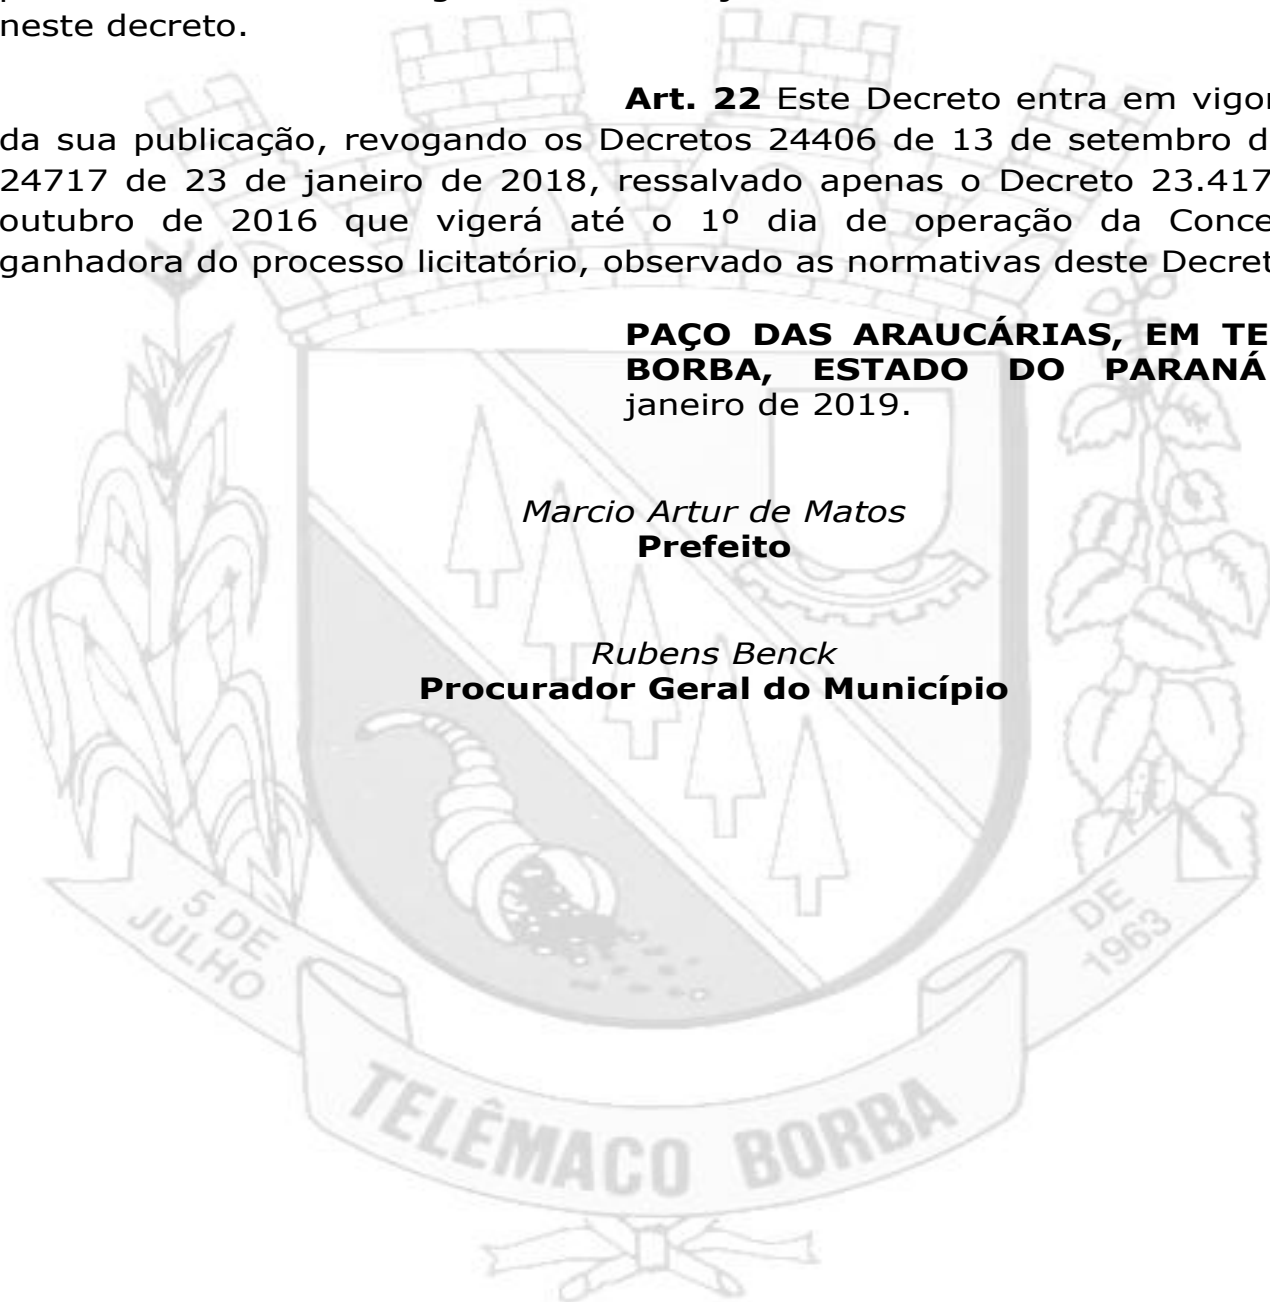 neste decreto.
Art. 22 Este Decreto entra em vigor
da sua publicação, revogando os Decretos 24406 de 13 de setembro d
24717 de 23 de janeiro de 2018, ressalvado apenas o Decreto 23.417
outubro de 2016 que vigerá até o 1º dia de operação da Conce
ganhadora do processo licitatório, observado as normativas deste Decret
PAÇO DAS ARAUCÁRIAS, EM TE
BORBA, ESTADO DO PARANÁ
janeiro de 2019.
Marcio Artur de Matos
Prefeito
Rubens Benck
Procurador Geral do Município
5 DE
JULHO
DE
1963
TELÊMACO BORBA